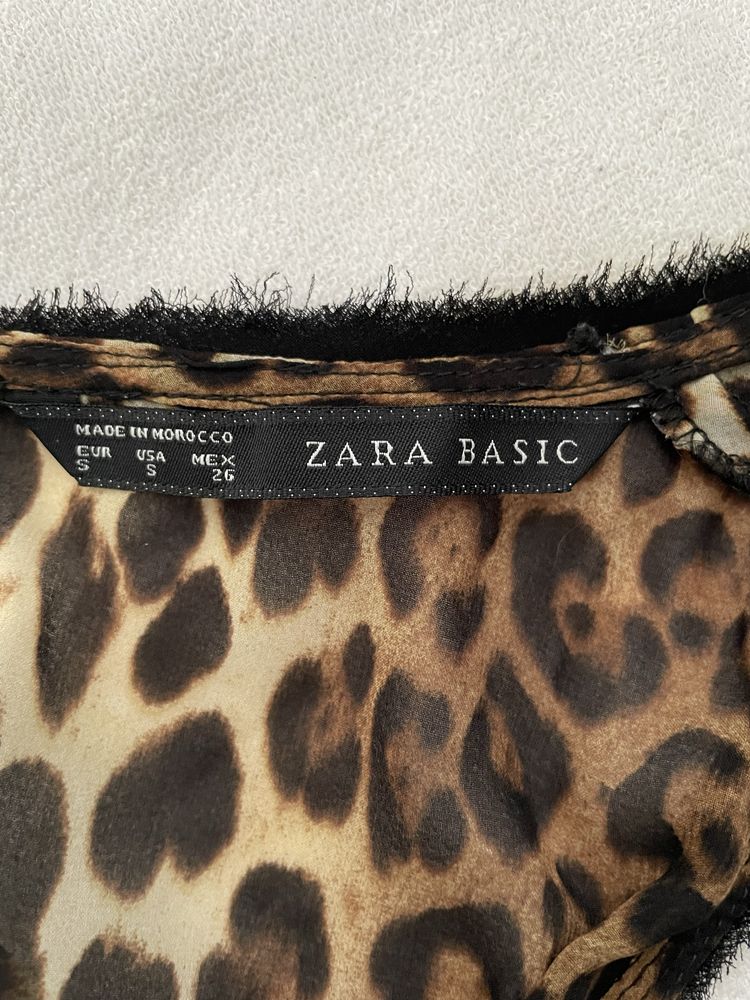 MADE IN MOROCCO
EUR USA MEX
S S 26
ZARA BASIC